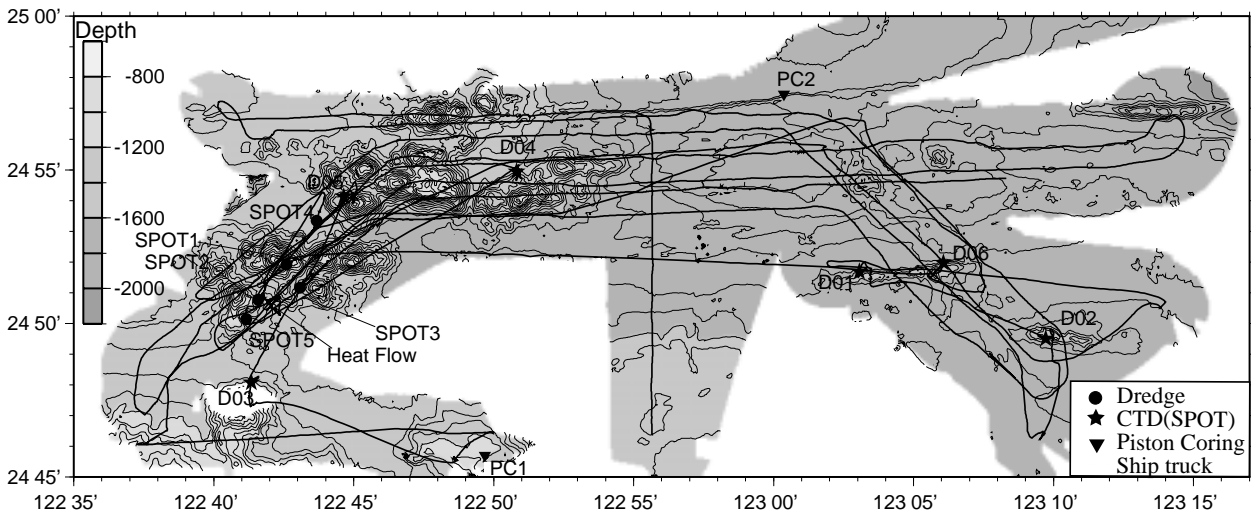 25 00'
Depth
-800
PC2
-1200
24 55'
D04
D05
SPOT4
-1600
SPOT1
SPOT2
D06
-2000
D01
24 50'
D02
SPOT3
SPOT5
Heat Flow
D03
Dredge
CTD(SPOT)
Piston Coring
Ship truck
PC1
24 45'
122 35'
122 40'
122 45'
122 50'
122 55'
123 00'
123 05'
123 10'
123 15'